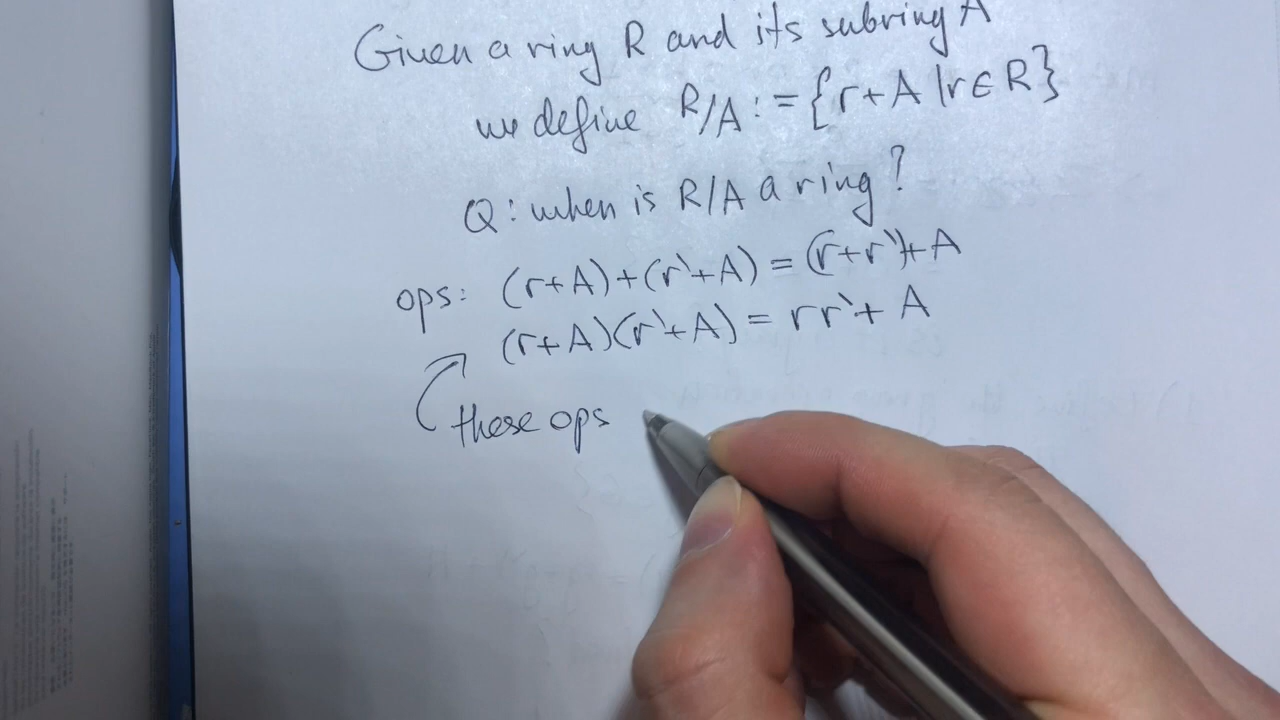 Given a ring R and its subring A
we define R/A := {r+A | r ∈ R}
Q: when is R/A a ring?
ops: (r+A)+(r'+A) = (r+r')+A
(r+A)(r'+A) = rr'+ A
these ops